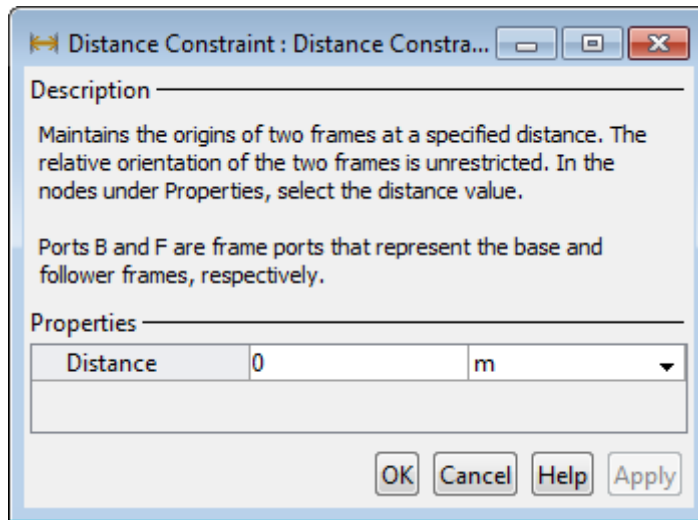 Distance Constraint : Distance Constra...
Description
Maintains the origins of two frames at a specified distance. The
relative orientation of the two frames is unrestricted. In the
nodes under Properties, select the distance value.
Ports B and F are frame ports that represent the base and
follower frames, respectively.
Properties
Distance 0 m
OK Cancel Help Apply